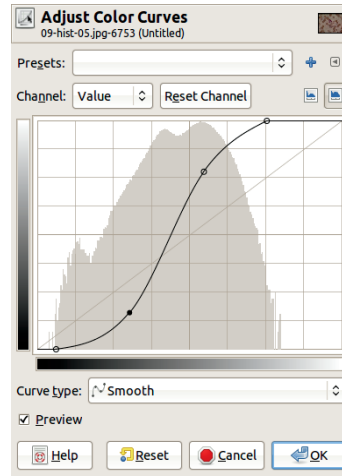 Adjust Color Curves
09-hist-05.jpg-6753 (Untitled)
Presets:
Channel: Value Reset Channel
Curve type: Smooth
Preview
Help Reset Cancel OK